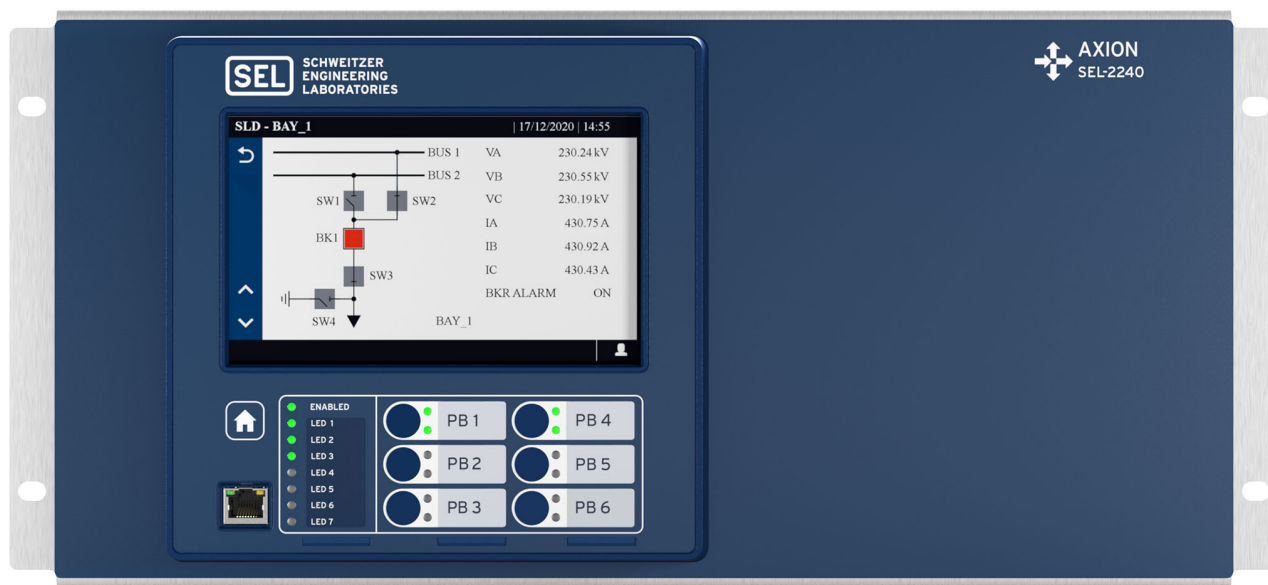 SEL SCHWEITZER
ENGINEERING
LABORATORIES
AXION
SEL-2240
SLD - BAY_1 | 17/12/2020 | 14:55
BUS 1 VA 230.24 kV
BUS 2 VB 230.55 kV
SW1 SW2 VC 230.19 kV
IA 430.75 A
BK1 IB 430.92 A
SW3 IC 430.43 A
BKR ALARM ON
SW4 BAY_1
ENABLED
LED 1
LED 2
LED 3
LED 4
LED 5
LED 6
LED 7
PB 1 PB 4
PB 2 PB 5
PB 3 PB 6